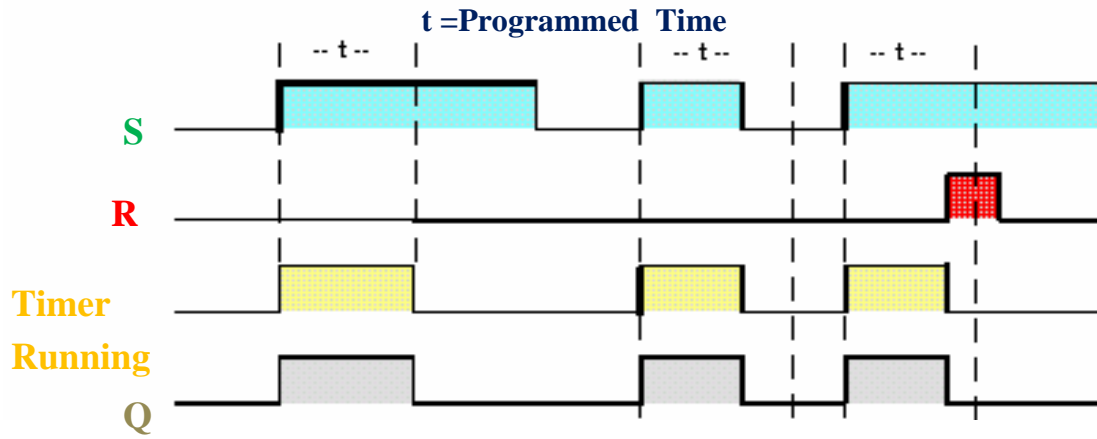 t =Programmed Time
-- t --
-- t --
-- t --
S
R
Timer
Running
Q